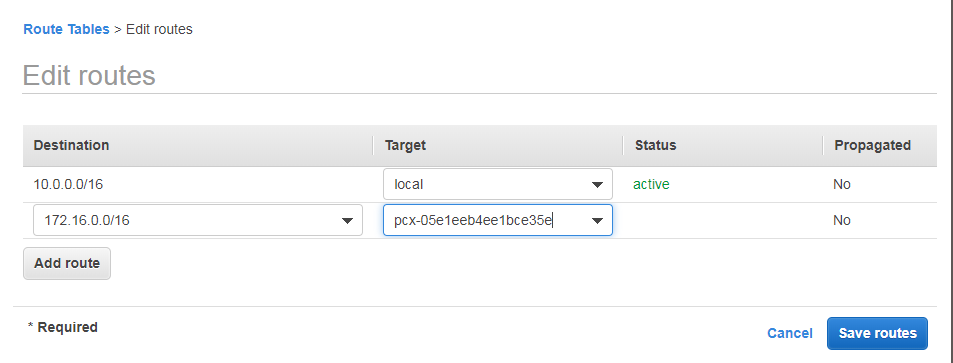 Route Tables > Edit routes
Edit routes
Destination Target Status Propagated
10.0.0.0/16 local active No
172.16.0.0/16 pcx-05e1eeb4ee1bce35e No
Add route
* Required
Cancel Save routes